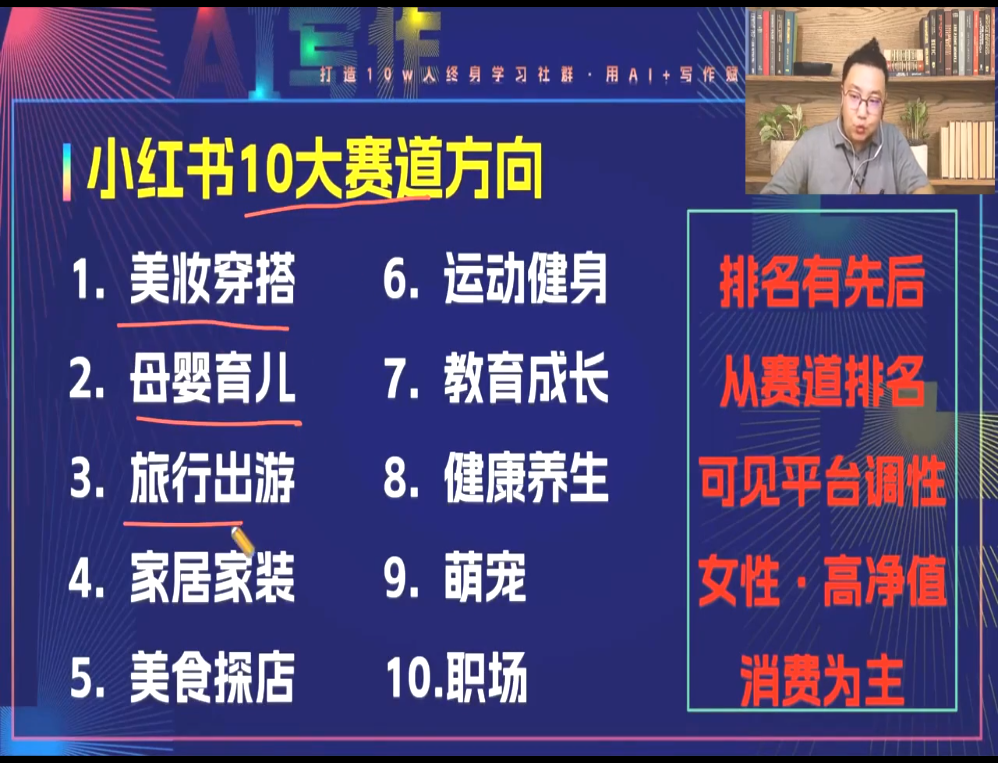 AI写作
打造10w人终身学习社群·用AI+写作赋
小红书10大赛道方向
1. 美妆穿搭
2. 母婴育儿
3. 旅行出游
4. 家居家装
5. 美食探店
6. 运动健身
7. 教育成长
8. 健康养生
9. 萌宠
10.职场
排名有先后
从赛道排名
可见平台调性
女性·高净值
消费为主